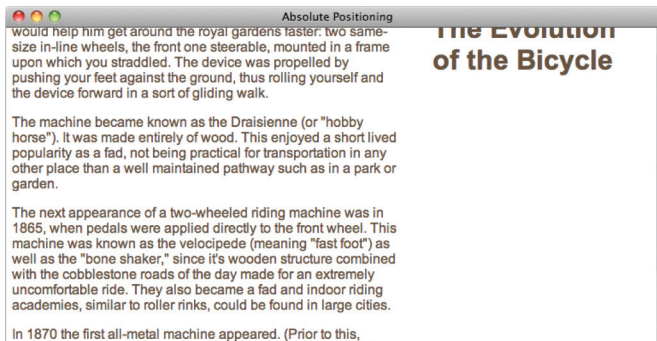 Absolute Positioning
would help him get around the royal gardens faster: two same-
size in-line wheels, the front one steerable, mounted in a frame
upon which you straddled. The device was propelled by
pushing your feet against the ground, thus rolling yourself and
the device forward in a sort of gliding walk.
The machine became known as the Draisienne (or "hobby
horse"). It was made entirely of wood. This enjoyed a short lived
popularity as a fad, not being practical for transportation in any
other place than a well maintained pathway such as in a park or
garden.
The next appearance of a two-wheeled riding machine was in
1865, when pedals were applied directly to the front wheel. This
machine was known as the velocipede (meaning "fast foot") as
well as the "bone shaker," since it's wooden structure combined
with the cobblestone roads of the day made for an extremely
uncomfortable ride. They also became a fad and indoor riding
academies, similar to roller rinks, could be found in large cities.
In 1870 the first all-metal machine appeared. (Prior to this,
The Evolution
of the Bicycle